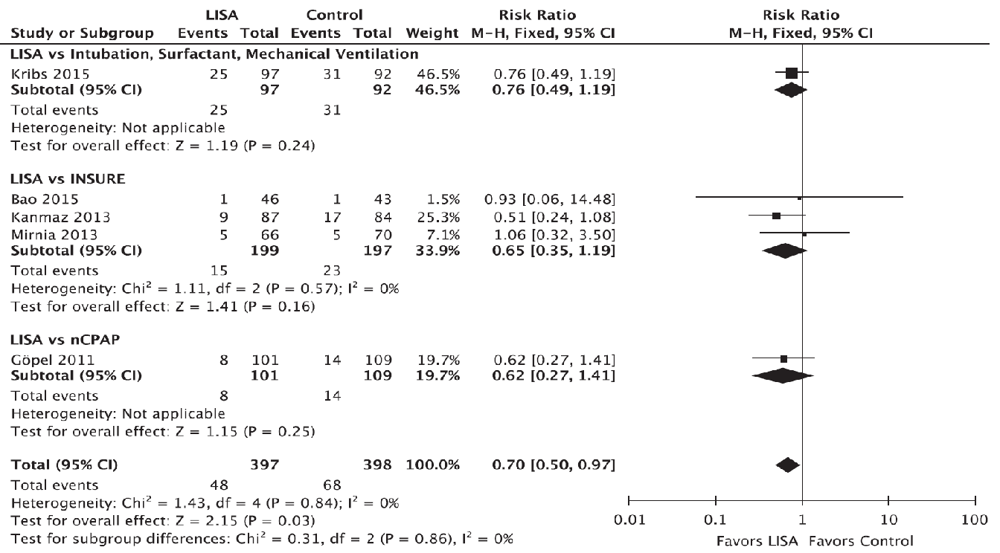 LISA Control Risk Ratio Risk Ratio
Study or Subgroup Events Total Events Total Weight M-H, Fixed, 95% CI M-H, Fixed, 95% CI
LISA vs Intubation, Surfactant, Mechanical Ventilation
Kribs 2015 25 97 31 92 46.5% 0.76 [0.49, 1.19]
Subtotal (95% CI) 97 92 46.5% 0.76 [0.49, 1.19]
Total events 25 31
Heterogeneity: Not applicable
Test for overall effect: Z = 1.19 (P = 0.24)
LISA vs INSURE
Bao 2015 1 46 1 43 1.5% 0.93 [0.06, 14.48]
Kanmaz 2013 9 87 17 84 25.3% 0.51 [0.24, 1.08]
Mirnia 2013 5 66 5 70 7.1% 1.06 [0.32, 3.50]
Subtotal (95% CI) 199 197 33.9% 0.65 [0.35, 1.19]
Total events 15 23
Heterogeneity: Chi² = 1.11, df = 2 (P = 0.57); I² = 0%
Test for overall effect: Z = 1.41 (P = 0.16)
LISA vs nCPAP
Göpel 2011 8 101 14 109 19.7% 0.62 [0.27, 1.41]
Subtotal (95% CI) 101 109 19.7% 0.62 [0.27, 1.41]
Total events 8 14
Heterogeneity: Not applicable
Test for overall effect: Z = 1.15 (P = 0.25)
Total (95% CI) 397 398 100.0% 0.70 [0.50, 0.97]
Total events 48 68
Heterogeneity: Chi² = 1.43, df = 4 (P = 0.84); I² = 0%
Test for overall effect: Z = 2.15 (P = 0.03)
Test for subgroup differences: Chi² = 0.31, df = 2 (P = 0.86), I² = 0%
0.01 0.1 1 10 100
Favors LISA Favors Control